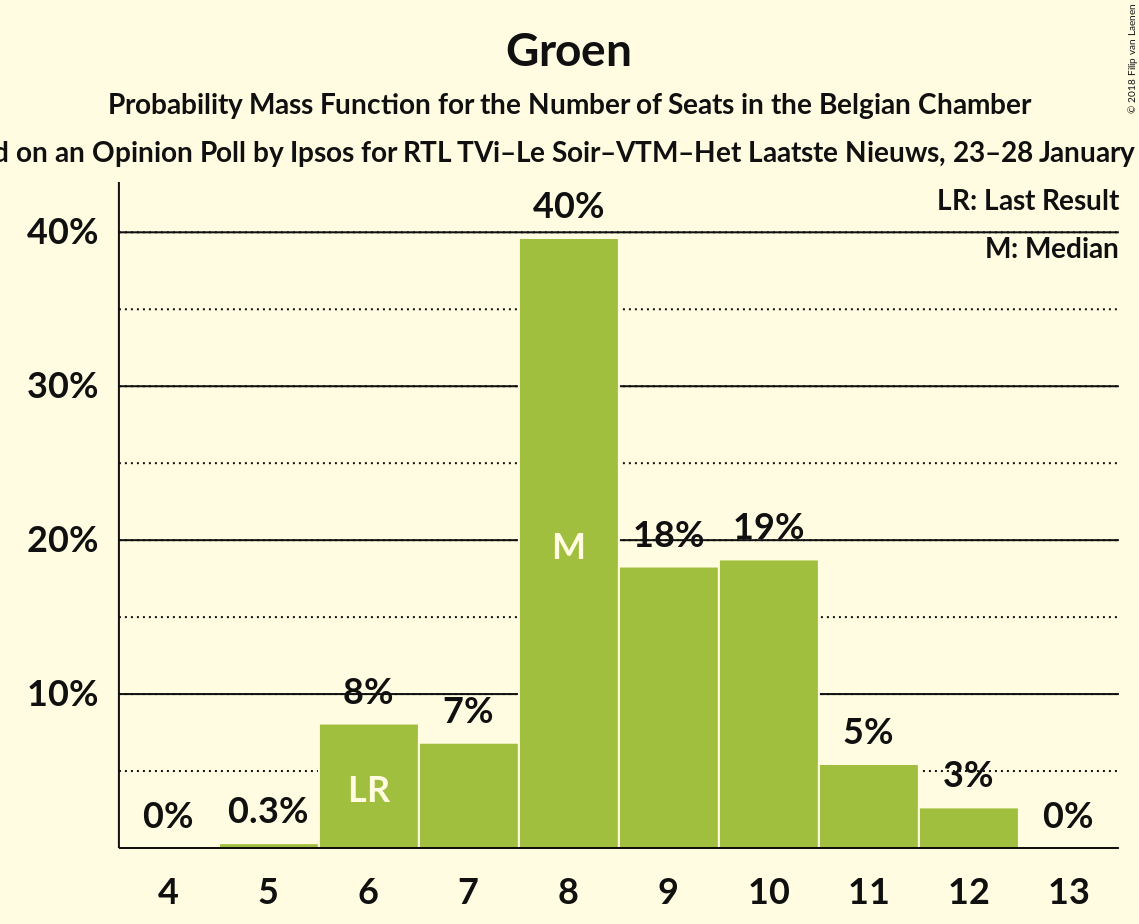 Groen
Probability Mass Function for the Number of Seats in the Belgian Chamber
on an Opinion Poll by Ipsos for RTL TVi–Le Soir–VTM–Het Laatste Nieuws, 23–28 January
© 2018 Filip van Laenen
LR: Last Result
M: Median
40%
30%
20%
10%
0%
0.3%
8%
7%
40%
18%
19%
5%
3%
0%
LR
M
4 5 6 7 8 9 10 11 12 13